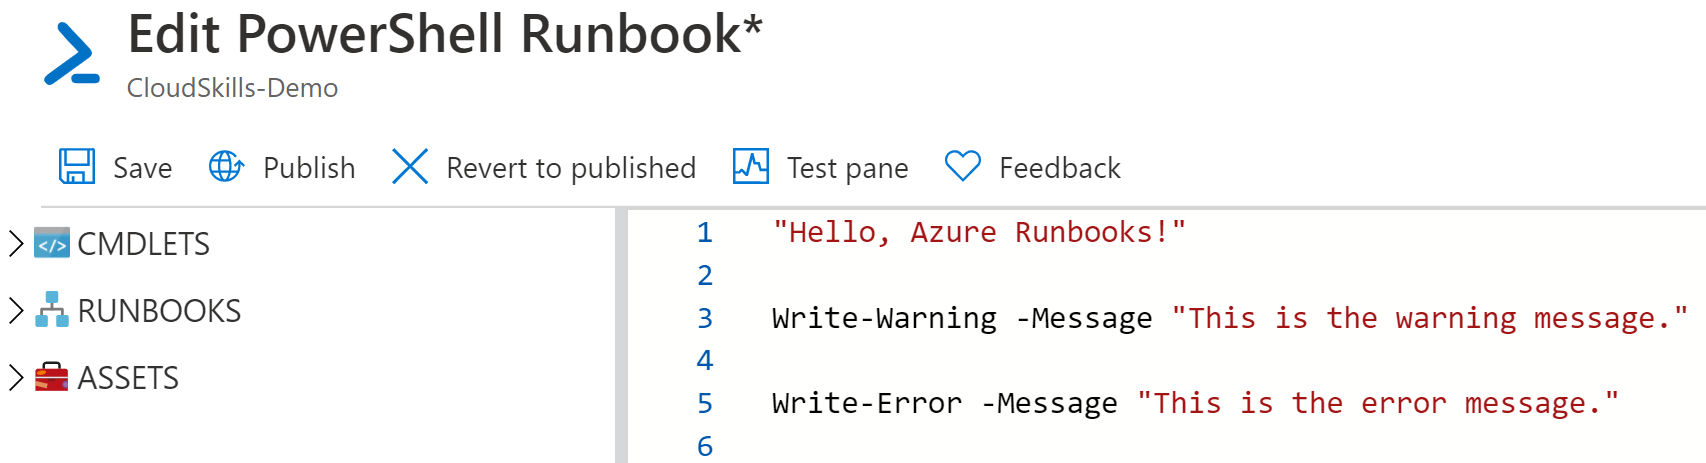 Edit PowerShell Runbook*
CloudSkills-Demo
Save Publish Revert to published Test pane Feedback
CMDLETS
RUNBOOKS
ASSETS
1 "Hello, Azure Runbooks!"
2
3 Write-Warning -Message "This is the warning message."
4
5 Write-Error -Message "This is the error message."
6